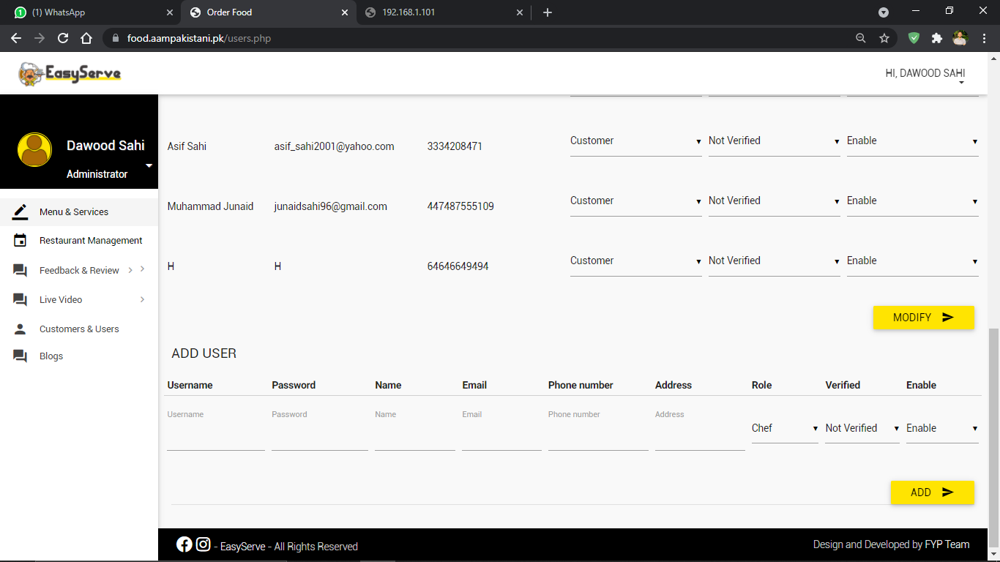 (1) WhatsApp
Order Food
192.168.1.101
food.aampakistani.pk/users.php
EasyServe
HI, DAWOOD SAHI
Dawood Sahi
Administrator
Menu & Services
Restaurant Management
Feedback & Review
Live Video
Customers & Users
Blogs
Asif Sahi asif_sahi2001@yahoo.com 3334208471 Customer Not Verified Enable
Muhammad Junaid junaidsahi96@gmail.com 447487555109 Customer Not Verified Enable
H H 64646649494 Customer Not Verified Enable
MODIFY
ADD USER
Username Password Name Email Phone number Address Role Verified Enable
Username Password Name Email Phone number Address
Chef Not Verified Enable
ADD
- EasyServe - All Rights Reserved
Design and Developed by FYP Team